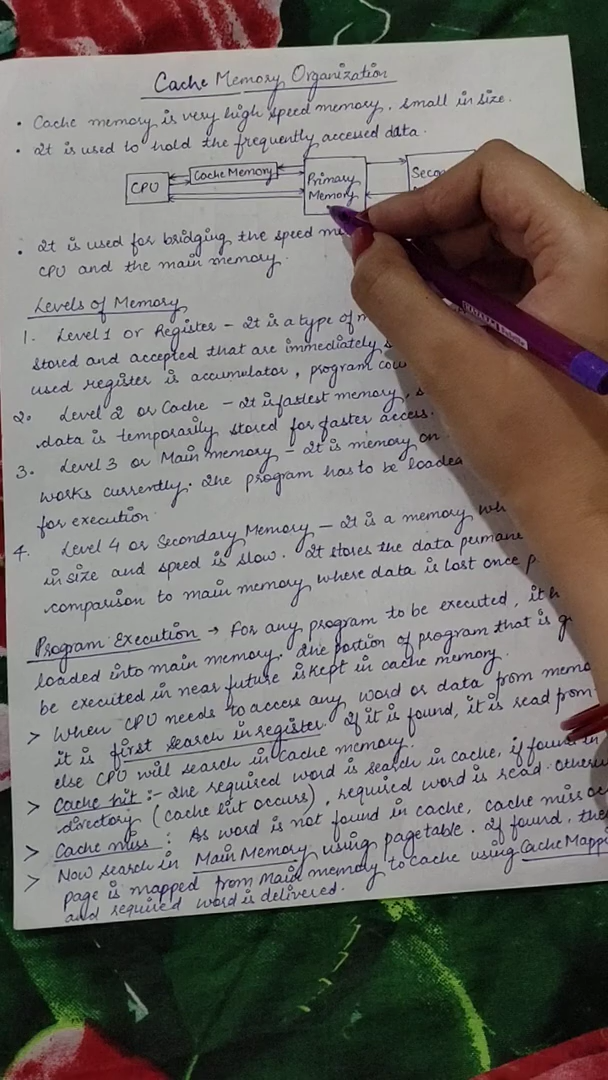 Cache Memory Organization
• Cache memory is very high speed memory, small in size.
• It is used to hold the frequently accessed data.
CPU
Cache Memory
Primary
Memory
Secon
• It is used for bridging the speed
CPU and the main memory.
Levels of Memory
1. Level 1 or Register – It is a type of
stored and accepted that are immediately
used register is accumulator, program
2. Level 2 or Cache – It is fastest memory,
data is temporarily stored for faster access.
3. Level 3 or Main memory – It is memory on
works currently. The program has to be loaded
for execution
4. Level 4 or Secondary Memory – It is a memory
in size and speed is slow. It stores the data
comparison to main memory where data is lost once
Program Execution → For any program to be executed, it
loaded into main memory. The portion of program that is
be executed in near future is kept in cache memory.
> When CPU needs to access any word or data from
it is first search in register. If it is found, it is read from
else CPU will search in cache memory.
> Cache hit :- The required word is search in cache, if found in
directory (cache hit occurs), required word is read.
> Cache miss : As word is not found in cache, cache miss
> Now search in Main Memory using pagetable. If found,
page is mapped from main memory to cache using Cache
and required word is delivered.